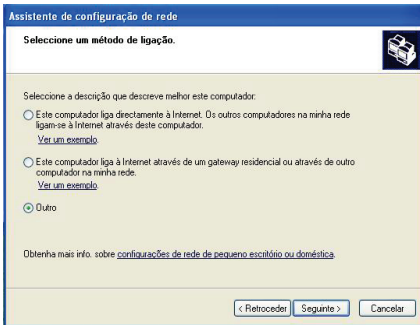 Assistente de configuração de rede
Seleccione um método de ligação.
Seleccione a descrição que descreve melhor este computador:
Este computador liga directamente à Internet. Os outros computadores na minha rede
ligam-se à Internet através deste computador.
Ver um exemplo.
Este computador liga à Internet através de um gateway residencial ou através de outro
computador na minha rede.
Ver um exemplo.
Outro
Obtenha mais info. sobre configurações de rede de pequeno escritório ou doméstica.
< Retroceder
Seguinte >
Cancelar